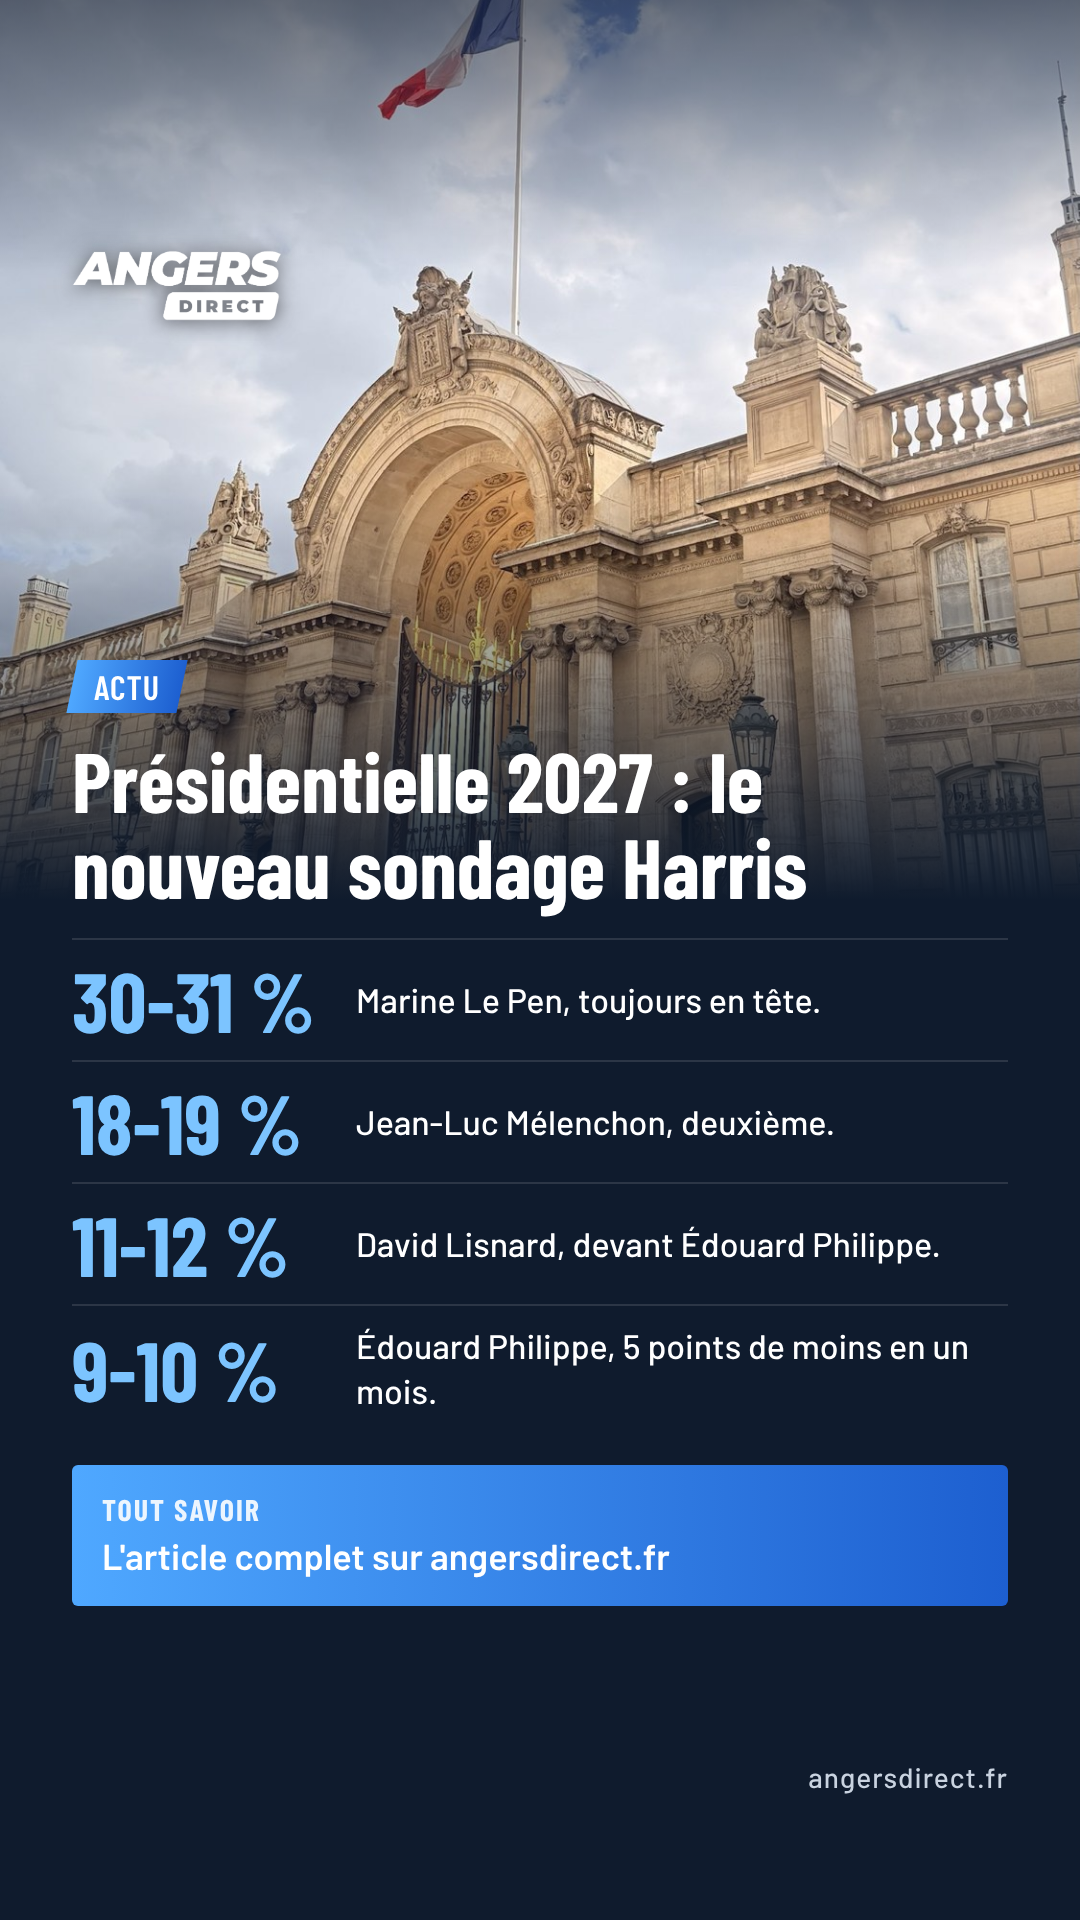 ANGERS
DIRECT
ACTU
Présidentielle 2027 : le
nouveau sondage Harris
30-31 %
Marine Le Pen, toujours en tête.
18-19 %
Jean-Luc Mélenchon, deuxième.
11-12 %
David Lisnard, devant Édouard Philippe.
9-10 %
Édouard Philippe, 5 points de moins en un
mois.
TOUT SAVOIR
L'article complet sur angersdirect.fr
angersdirect.fr